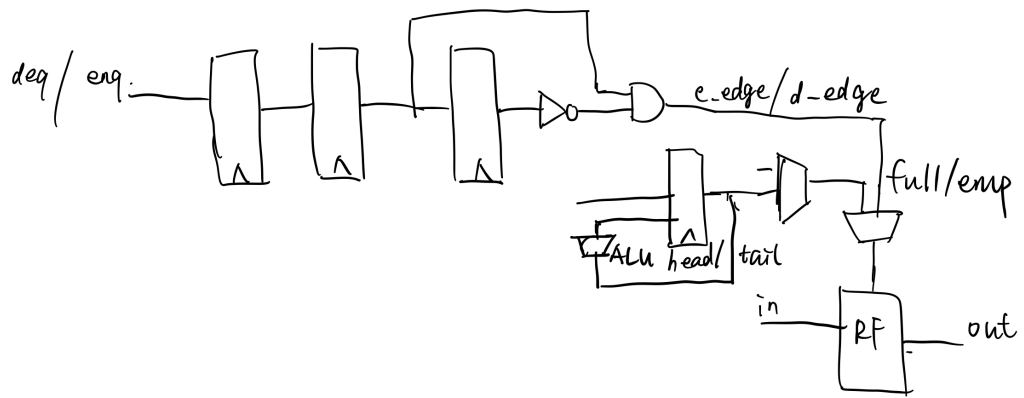 deq / enq.
e_edge/d_edge
full/emp
ALU head/ tail
in
RF
out